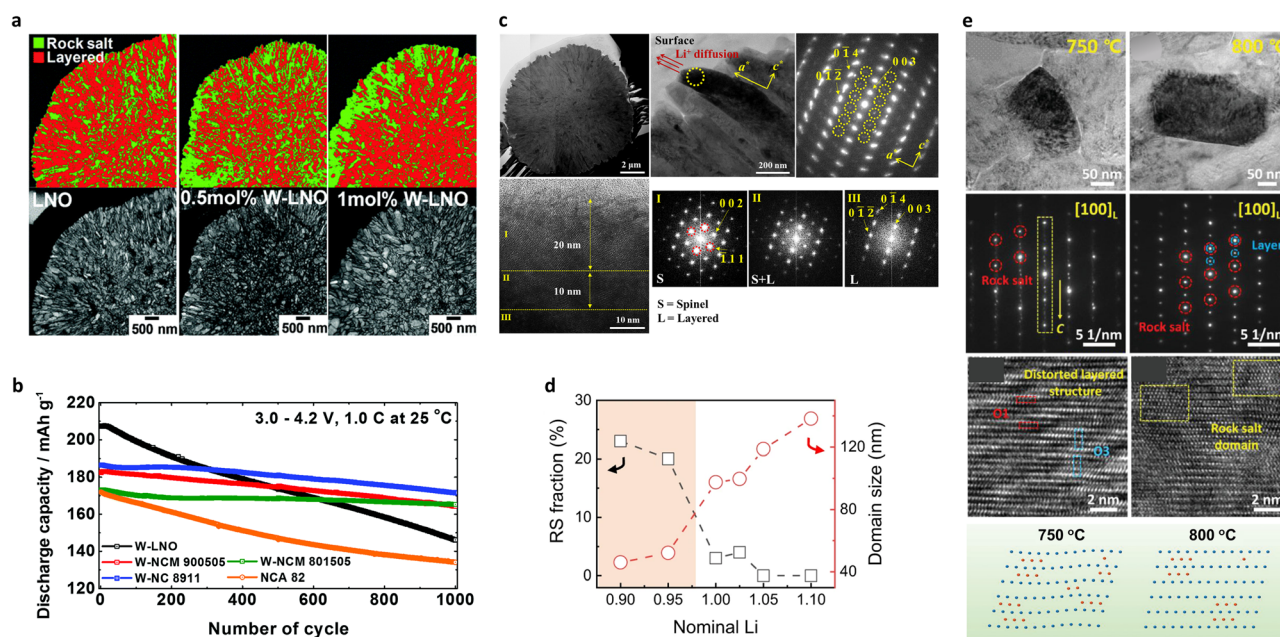 a
Rock salt
Layered
LNO
0.5mol% W-LNO
1mol% W-LNO
500 nm
500 nm
500 nm
b
220
210
200
190
180
170
160
150
140
130
120
3.0 - 4.2 V, 1.0 C at 25 °C
W-LNO
W-NCM 900505
W-NCM 801505
W-NC 8911
NCA 82
0
200
400
600
800
1000
Discharge capacity / mAh g⁻¹
Number of cycle
c
Surface
Li⁺ diffusion
2 μm
a*
c*
200 nm
0 1̅ 4
0 1̅ 2
0 0 3
a*
c*
I
II
III
20 nm
10 nm
10 nm
I
0 0 2
1̅ 1 1
S
II
S+L
III
0 1̅ 4
0 1̅ 2̅
0 0 3
L
S = Spinel
L = Layered
d
30
20
10
0
RS fraction (%)
160
120
80
40
Domain size (nm)
0.90
0.95
1.00
1.05
1.10
Nominal Li
e
750 °C
800 °C
50 nm
50 nm
[100]L
Rock salt
C
5 1/nm
[100]L
Layer
Rock salt
5 1/nm
Distorted layered
structure
O1
O3
2 nm
Rock salt
domain
2 nm
750 °C
800 °C